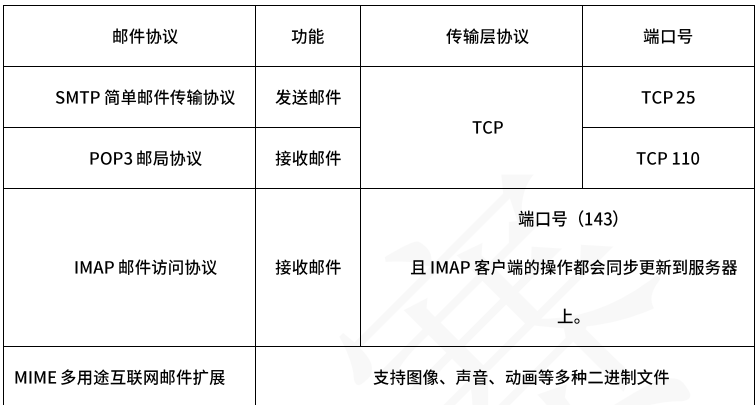 邮件协议 功能 传输层协议 端口号
SMTP 简单邮件传输协议 发送邮件 TCP 25
TCP
POP3 邮局协议 接收邮件 TCP 110
端口号（143）
IMAP 邮件访问协议 接收邮件 且 IMAP 客户端的操作都会同步更新到服务器
上。
MIME 多用途互联网邮件扩展 支持图像、声音、动画等多种二进制文件